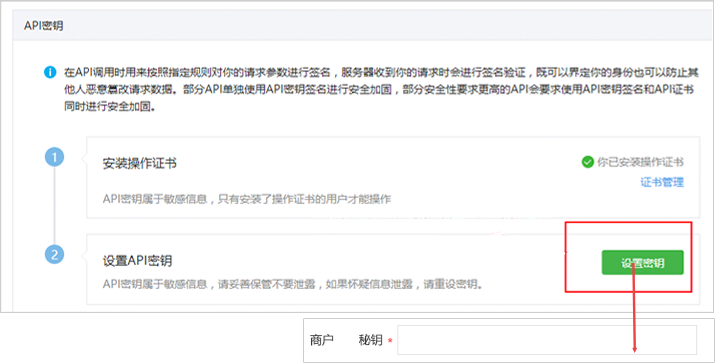 API密钥
在API调用时用来按照指定规则对你的请求参数进行签名，服务器收到你的请求时会进行签名验证，既可以界定你的身份也可以防止其
他人恶意篡改请求数据。部分API单独使用API密钥签名进行安全加固，部分安全性要求更高的API会要求使用API密钥签名和API证书
同时进行安全加固。
1
安装操作证书
你已安装操作证书
证书管理
API密钥属于敏感信息，只有安装了操作证书的用户才能操作
2
设置API密钥
设置密钥
API密钥属于敏感信息，请妥善保管不要泄露，如果怀疑信息泄露，请重设密钥。
商户 秘钥 *